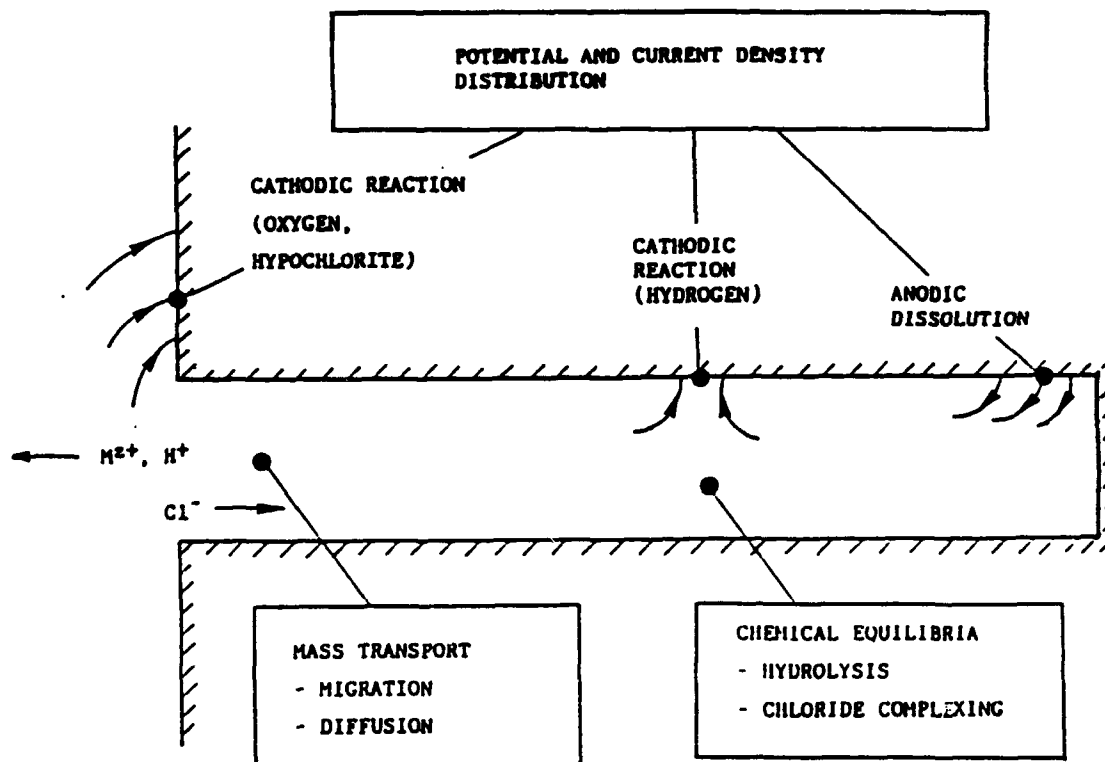 POTENTIAL AND CURRENT DENSITY
DISTRIBUTION
CATHODIC REACTION
(OXYGEN,
HYPOCHLORITE)
CATHODIC
REACTION
(HYDROGEN)
ANODIC
DISSOLUTION
Mᶻ⁺, H⁺
Cl⁻
MASS TRANSPORT
- MIGRATION
- DIFFUSION
CHEMICAL EQUILIBRIA
- HYDROLYSIS
- CHLORIDE COMPLEXING